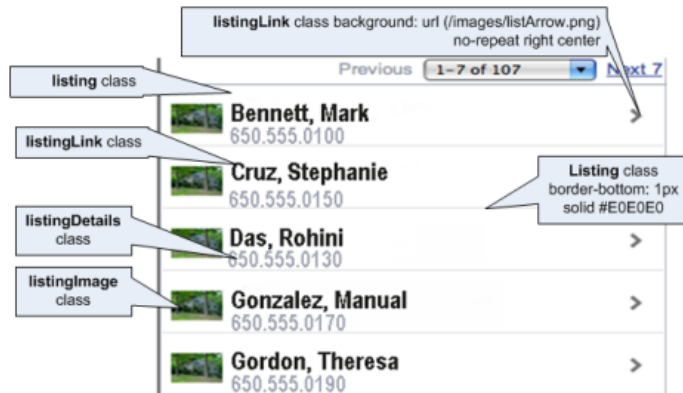 listingLink class background: url (/images/listArrow.png)
no-repeat right center
Previous 1-7 of 107 Next 7
listing class
Bennett, Mark
650.555.0100
listingLink class
Cruz, Stephanie
650.555.0150
Listing class
border-bottom: 1px
solid #E0E0E0
listingDetails
class
Das, Rohini
650.555.0130
listingImage
class
Gonzalez, Manual
650.555.0170
Gordon, Theresa
650.555.0190